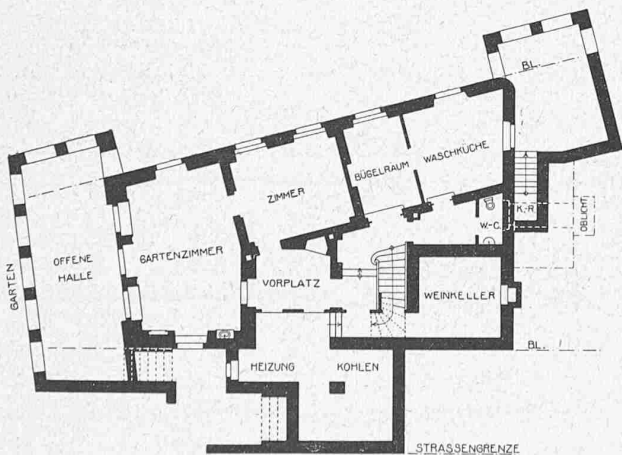 BL.
BÜGELRAUM
WASCHKÜCHE
ZIMMER
K.-R.
W.-C.
OBLICHT
GARTEN
OFFENE
HALLE
GARTENZIMMER
VORPLATZ
WEINKELLER
BL.
HEIZUNG
KOHLEN
STRASSENGRENZE